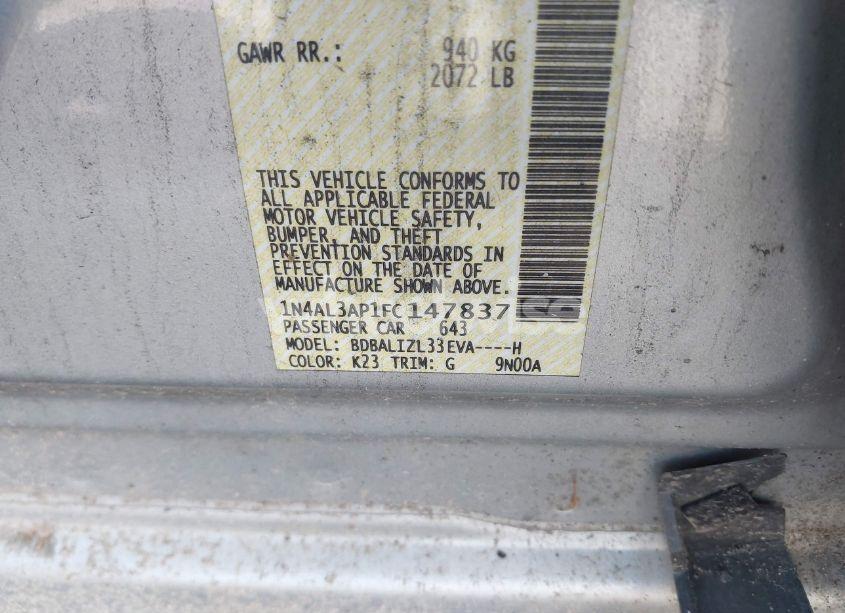 GAWR RR.: 940 KG
2072 LB
THIS VEHICLE CONFORMS TO
ALL APPLICABLE FEDERAL
MOTOR VEHICLE SAFETY,
BUMPER, AND THEFT
PREVENTION STANDARDS IN
EFFECT ON THE DATE OF
MANUFACTURE SHOWN ABOVE.
1N4AL3AP1FC147837
PASSENGER CAR 643
MODEL: BDBALIZL33EVA----H
COLOR: K23 TRIM: G 9N00A